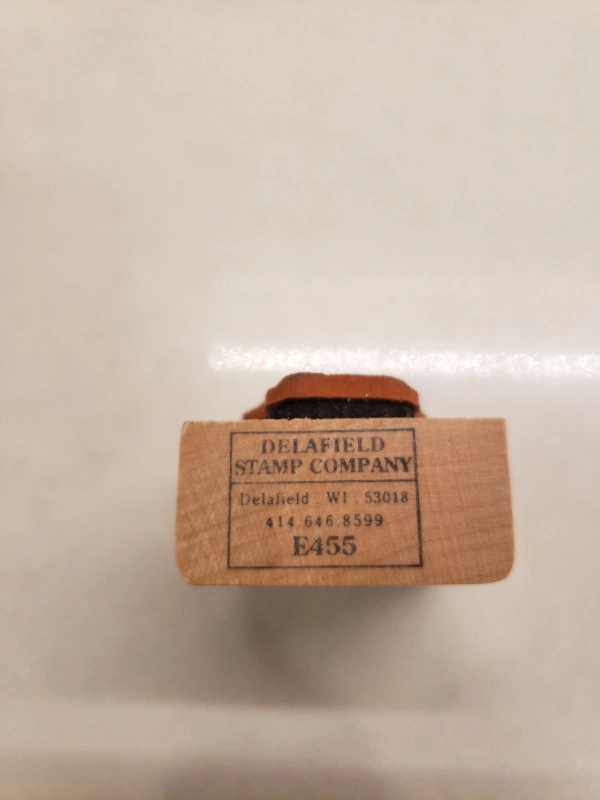 DELAFIELD
STAMP COMPANY
Delafield . WI . 53018
414.646.8599
E455